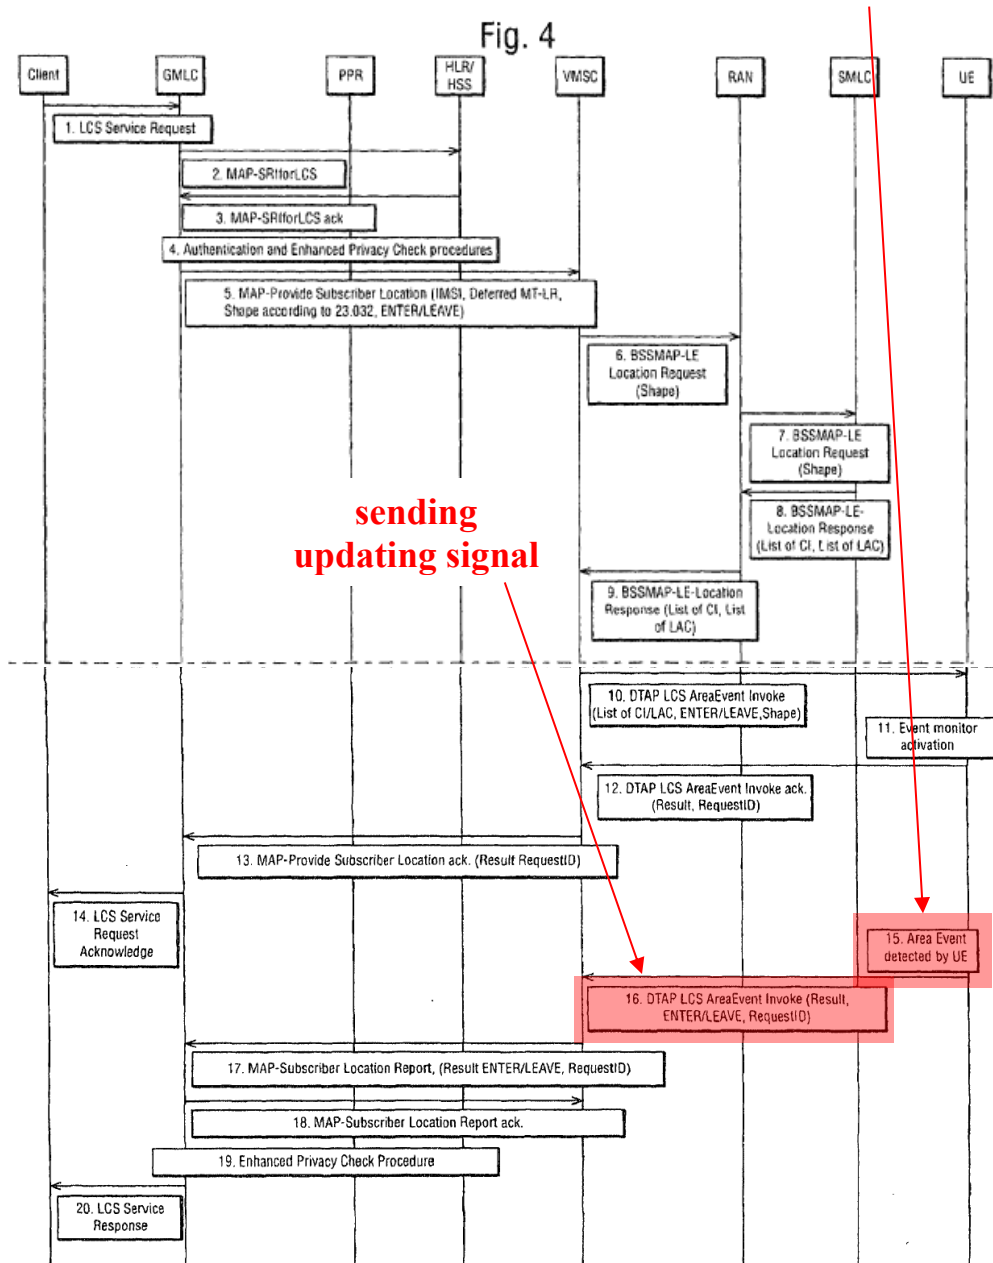 Fig. 4
Client
GMLC
PPR
HLR/
HSS
VMSC
RAN
SMLC
UE
1. LCS Service Request
2. MAP-SRIforLCS
3. MAP-SRIforLCS ack
4. Authentication and Enhanced Privacy Check procedures
5. MAP-Provide Subscriber Location (IMSI, Deferred MT-LR,
Shape according to 23.032, ENTER/LEAVE)
6. BSSMAP-LE
Location Request
(Shape)
7. BSSMAP-LE
Location Request
(Shape)
8. BSSMAP-LE-
Location Response
(List of CI, List of LAC)
sending
updating signal
9. BSSMAP-LE-Location
Response (List of CI, List
of LAC)
10. DTAP LCS AreaEvent Invoke
(List of CI/LAC, ENTER/LEAVE,Shape)
11. Event monitor
activation
12. DTAP LCS AreaEvent Invoke ack.
(Result, RequestID)
13. MAP-Provide Subscriber Location ack. (Result RequestID)
14. LCS Service
Request
Acknowledge
15. Area Event
detected by UE
16. DTAP LCS AreaEvent Invoke (Result,
ENTER/LEAVE, RequestID)
17. MAP-Subscriber Location Report, (Result ENTER/LEAVE, RequestID)
18. MAP-Subscriber Location Report ack.
19. Enhanced Privacy Check Procedure
20. LCS Service
Response